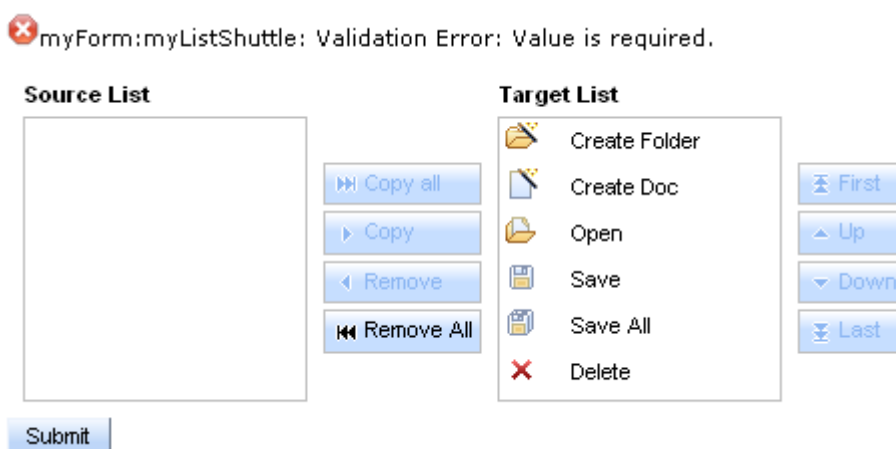 myForm:myListShuttle: Validation Error: Value is required.
Source List
Target List
Copy all
Copy
Remove
Remove All
Create Folder
Create Doc
Open
Save
Save All
Delete
First
Up
Down
Last
Submit